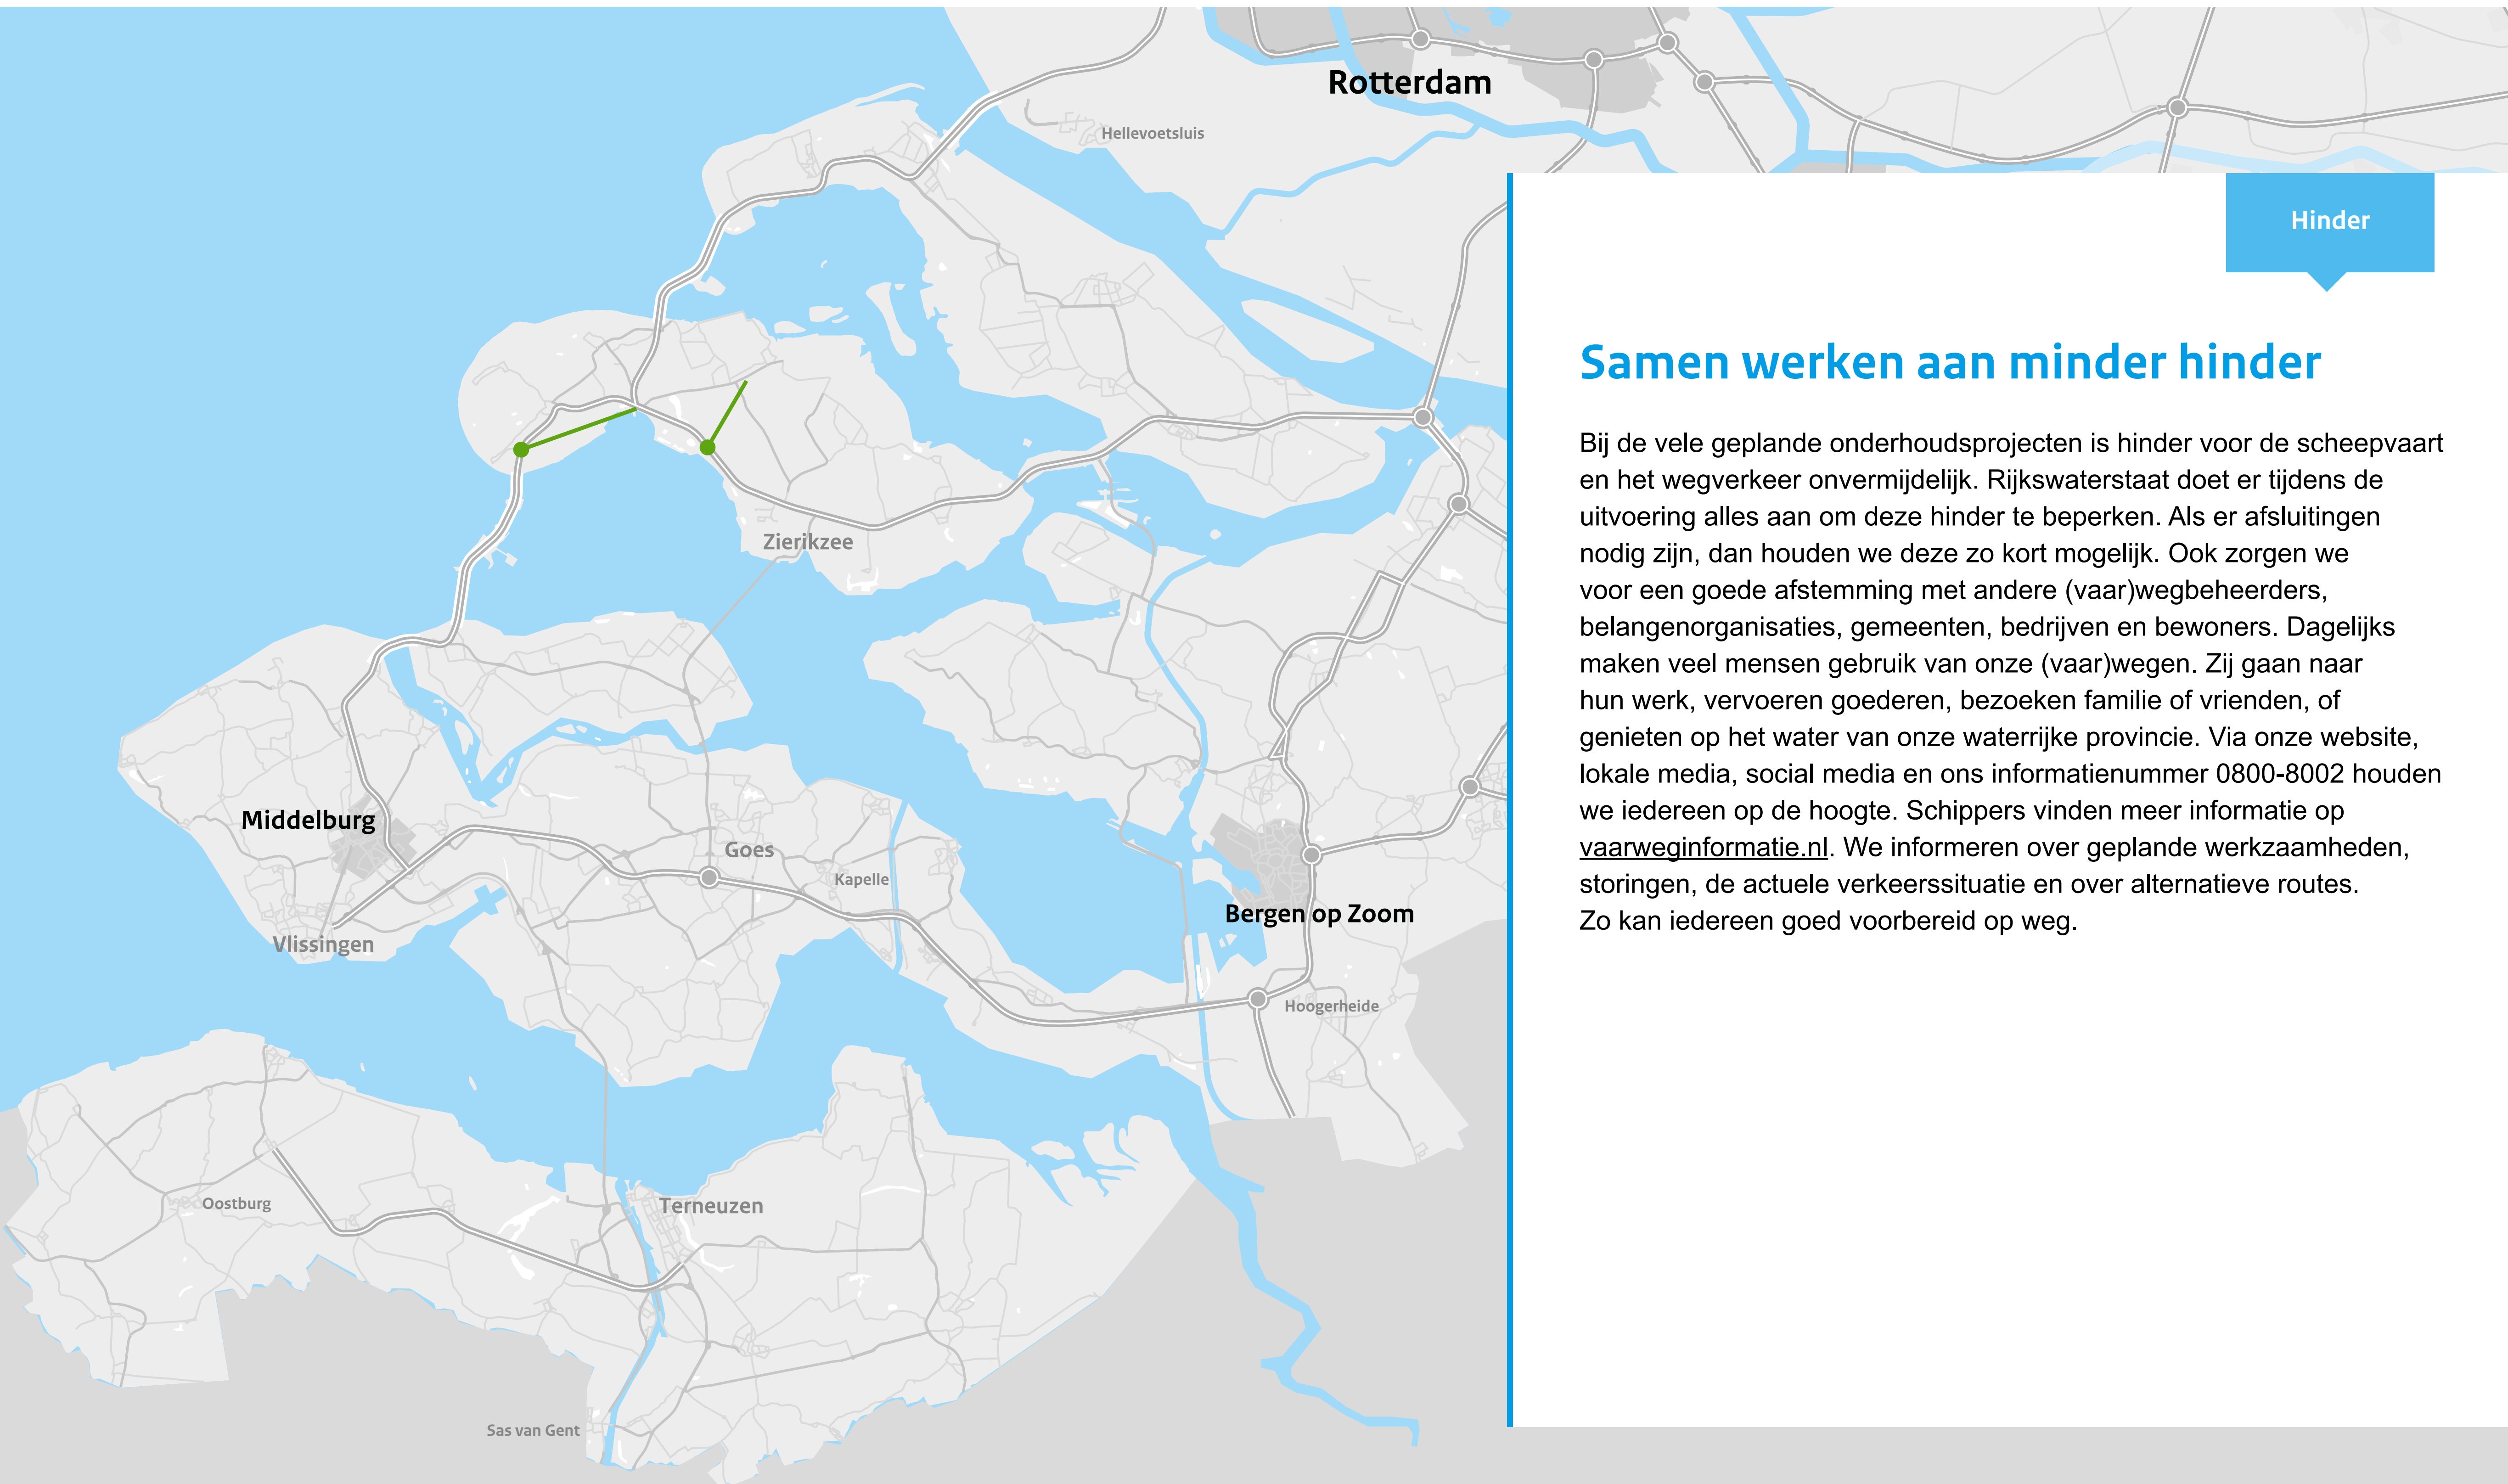 Rotterdam
Hellevoetsluis
Zierikzee
Middelburg
Goes
Kapelle
Bergen op Zoom
Vlissingen
Hoogerheide
Oostburg
Terneuzen
Sas van Gent
Hinder
Samen werken aan minder hinder
Bij de vele geplande onderhoudsprojecten is hinder voor de scheepvaart
en het wegverkeer onvermijdelijk. Rijkswaterstaat doet er tijdens de
uitvoering alles aan om deze hinder te beperken. Als er afsluitingen
nodig zijn, dan houden we deze zo kort mogelijk. Ook zorgen we
voor een goede afstemming met andere (vaar)wegbeheerders,
belangenorganisaties, gemeenten, bedrijven en bewoners. Dagelijks
maken veel mensen gebruik van onze (vaar)wegen. Zij gaan naar
hun werk, vervoeren goederen, bezoeken familie of vrienden, of
genieten op het water van onze waterrijke provincie. Via onze website,
lokale media, social media en ons informatienummer 0800-8002 houden
we iedereen op de hoogte. Schippers vinden meer informatie op
vaarweginformatie.nl. We informeren over geplande werkzaamheden,
storingen, de actuele verkeerssituatie en over alternatieve routes.
Zo kan iedereen goed voorbereid op weg.